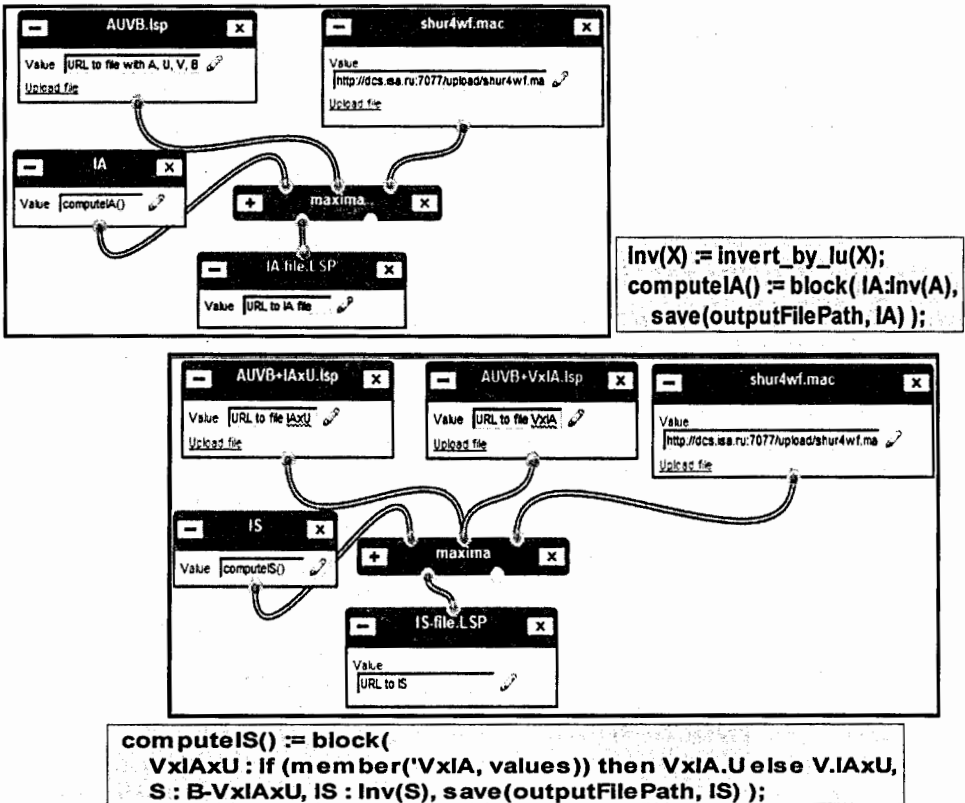 AUVB.lsp
Value URL to file with A, U, V, B
Upload file
shur4wf.mac
Value
http://dcs.isa.ru:7077/upload/shur4wf.ma
Upload file
IA
Value computeIA()
maxima..
IA-file.LSP
Value URL to IA file
Inv(X) := invert_by_lu(X);
computeIA() := block( IA:Inv(A),
save(outputFilePath, IA) );
AUVB+IAxU.lsp
Value URL to file IAxU
Upload file
AUVB+VxIA.lsp
Value URL to file VxIA
Upload file
shur4wf.mac
Value
http://dcs.isa.ru:7077/upload/shur4wf.ma
Upload file
IS
Value computeIS()
maxima
IS-file.LSP
Value
URL to IS
computeIS() := block(
VxIAxU : if (member('VxIA, values)) then VxIA.U else V.IAxU,
S : B-VxIAxU, IS : Inv(S), save(outputFilePath, IS) );